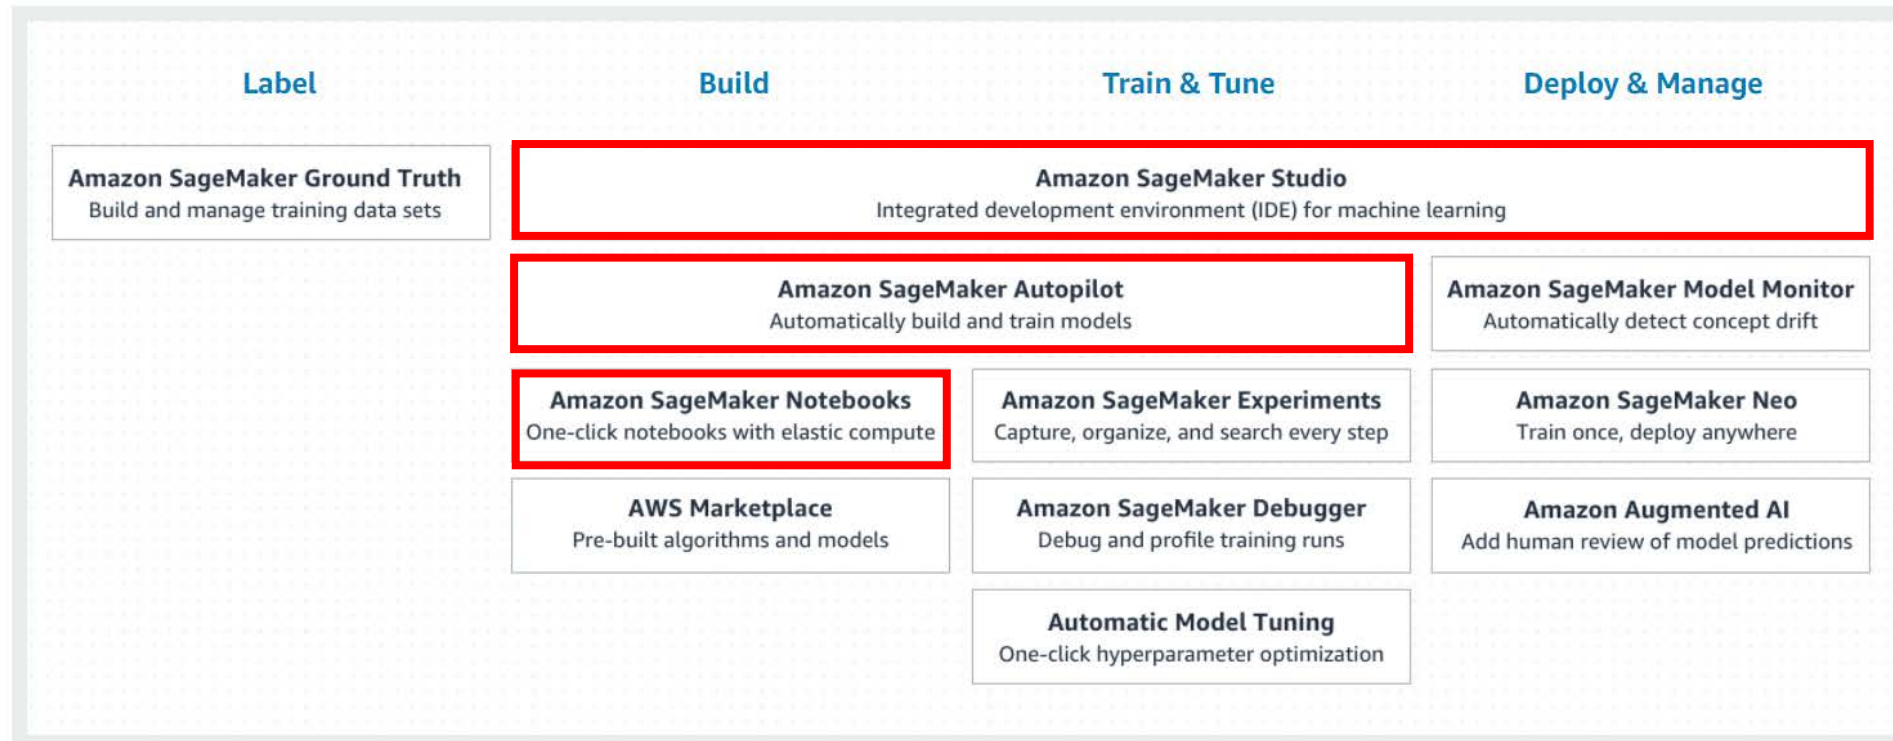 Label
Build
Train & Tune
Deploy & Manage
Amazon SageMaker Ground Truth
Build and manage training data sets
Amazon SageMaker Studio
Integrated development environment (IDE) for machine learning
Amazon SageMaker Autopilot
Automatically build and train models
Amazon SageMaker Model Monitor
Automatically detect concept drift
Amazon SageMaker Notebooks
One-click notebooks with elastic compute
Amazon SageMaker Experiments
Capture, organize, and search every step
Amazon SageMaker Neo
Train once, deploy anywhere
AWS Marketplace
Pre-built algorithms and models
Amazon SageMaker Debugger
Debug and profile training runs
Amazon Augmented AI
Add human review of model predictions
Automatic Model Tuning
One-click hyperparameter optimization